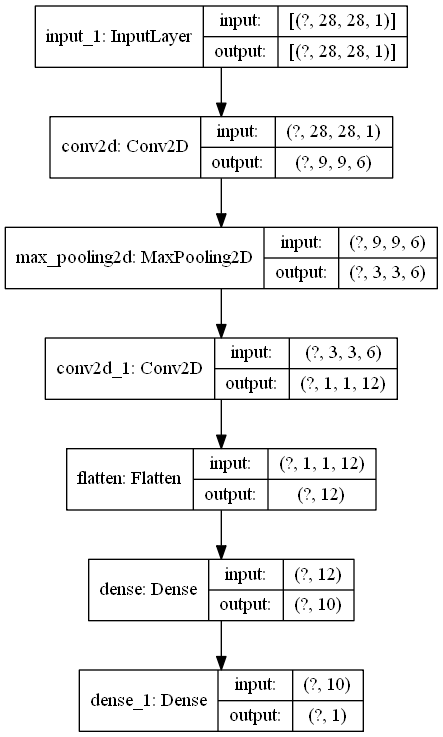 input_1: InputLayer
input: [(?, 28, 28, 1)]
output: [(?, 28, 28, 1)]
conv2d: Conv2D
input: (?, 28, 28, 1)
output: (?, 9, 9, 6)
max_pooling2d: MaxPooling2D
input: (?, 9, 9, 6)
output: (?, 3, 3, 6)
conv2d_1: Conv2D
input: (?, 3, 3, 6)
output: (?, 1, 1, 12)
flatten: Flatten
input: (?, 1, 1, 12)
output: (?, 12)
dense: Dense
input: (?, 12)
output: (?, 10)
dense_1: Dense
input: (?, 10)
output: (?, 1)